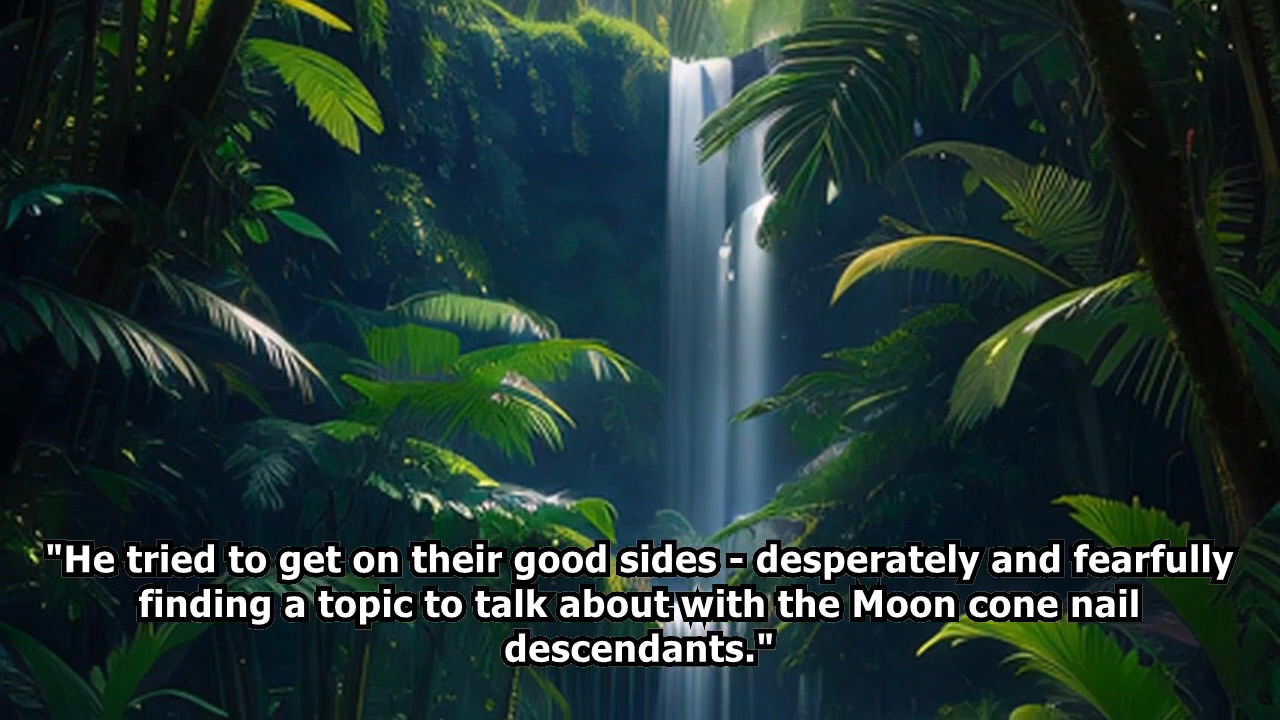 "He tried to get on their good sides - desperately and fearfully
finding a topic to talk about with the Moon cone nail
descendants."